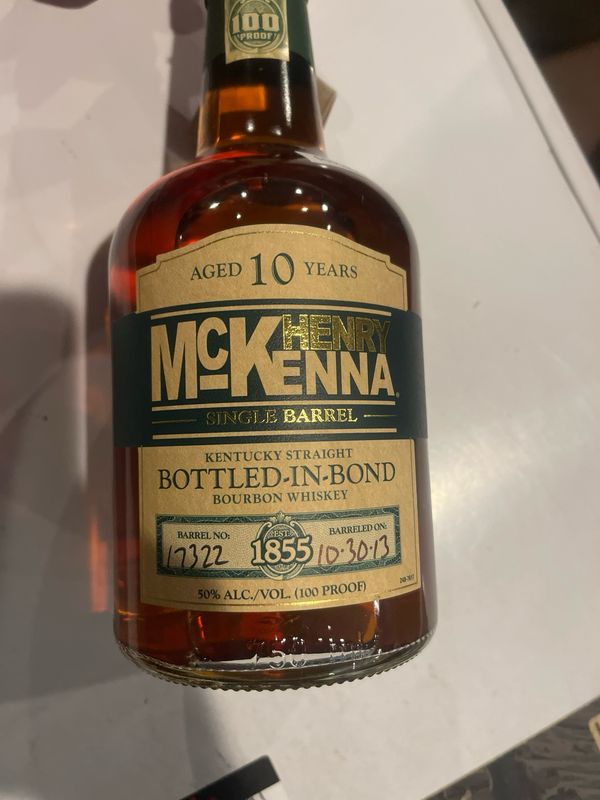 100
PROOF
AGED 10 YEARS
HENRY
McKENNA
SINGLE BARREL
KENTUCKY STRAIGHT
BOTTLED-IN-BOND
BOURBON WHISKEY
BARREL NO:
17322
EST.
1855
BARRELED ON:
10-30-13
50% ALC./VOL. (100 PROOF)
750